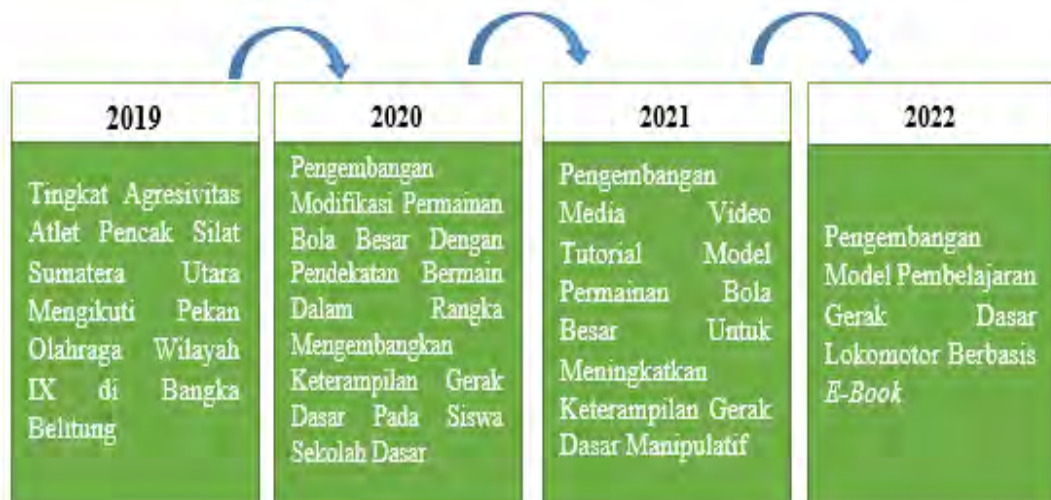 2019
Tingkat Agresivitas
Atlet Pencak Silat
Sumatera Utara
Mengikuti Pekan
Olahraga Wilayah
IX di Bangka
Belitung
2020
Pengembangan
Modifikasi Permainan
Bola Besar Dengan
Pendekatan Bermain
Dalam Rangka
Mengembangkan
Keterampilan Gerak
Dasar Pada Siswa
Sekolah Dasar
2021
Pengembangan
Media Video
Tutorial Model
Permainan Bola
Besar Untuk
Meningkatkan
Keterampilan Gerak
Dasar Manipulatif
2022
Pengembangan
Model Pembelajaran
Gerak Dasar
Lokomotor Berbasis
E-Book